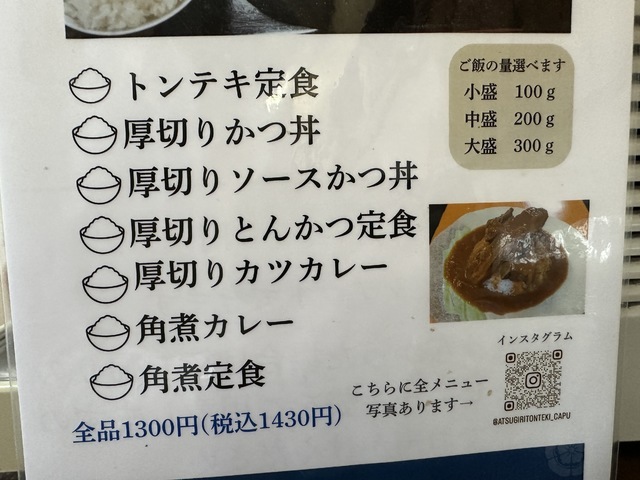 トンテキ定食
厚切りかつ丼
厚切りソースかつ丼
厚切りとんかつ定食
厚切りカツカレー
角煮カレー
角煮定食
全品1300円(税込1430円)
ご飯の量選べます
小盛 100g
中盛 200g
大盛 300g
こちらに全メニュー
写真あります→
インスタグラム
@ATSUGIRITONTEKI_CAPU